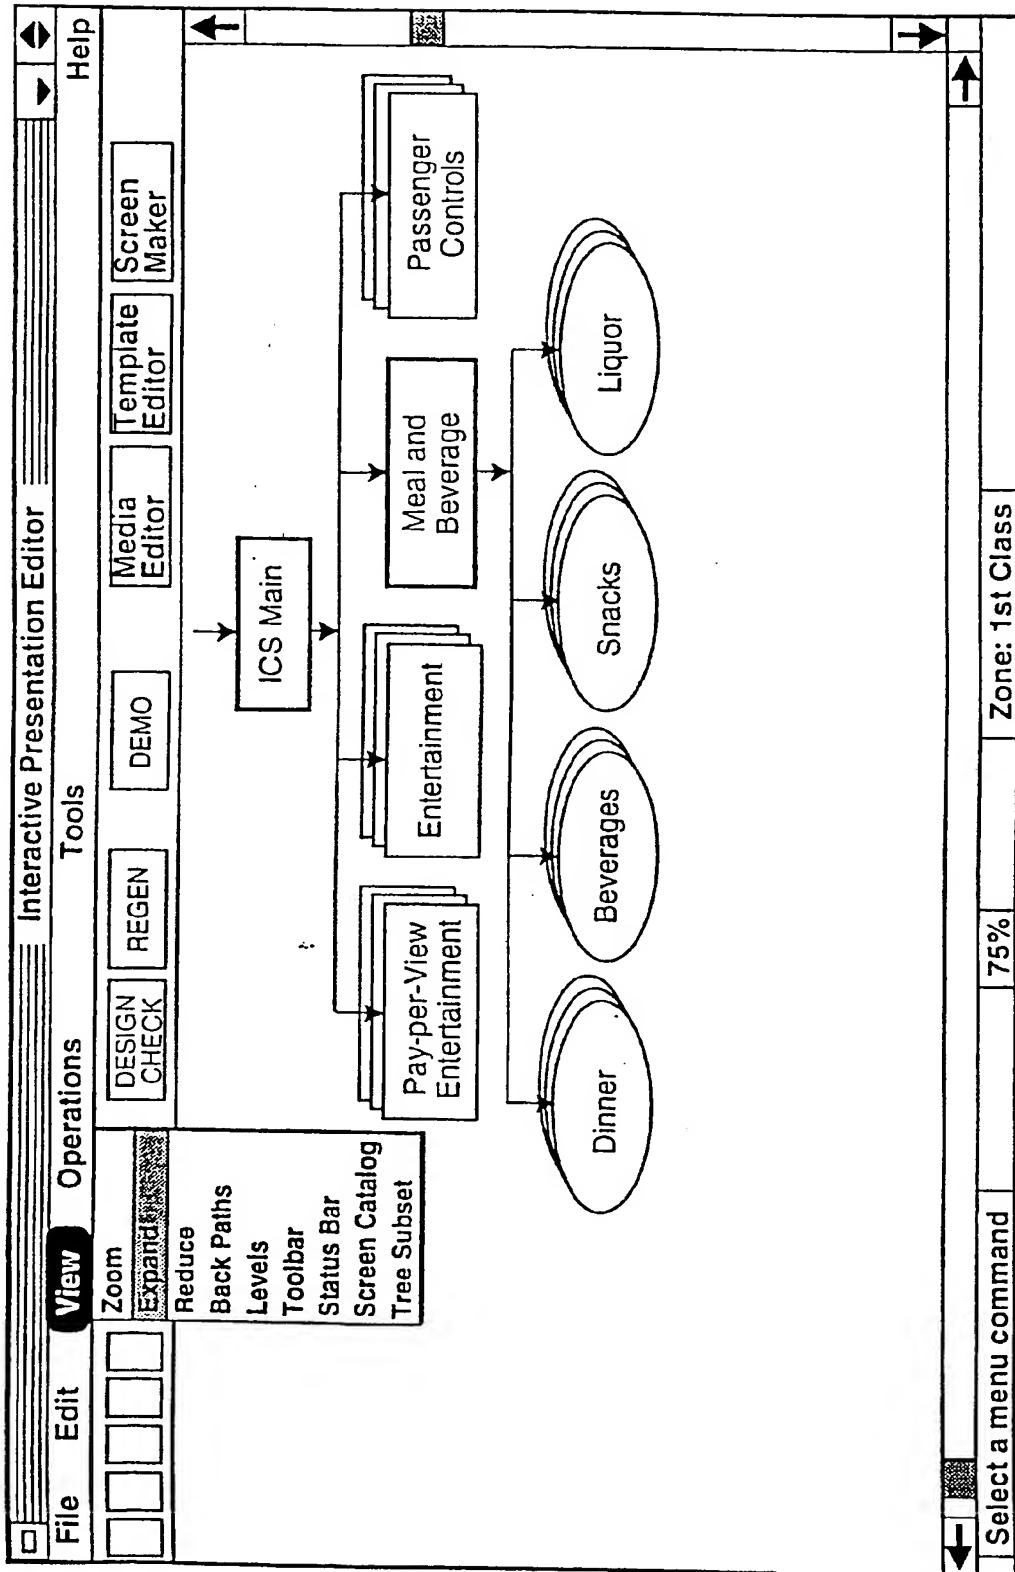 Interactive Presentation Editor
File Edit View Operations Tools Help
DESIGN
CHECK
REGEN
DEMO
Media
Editor
Template
Editor
Screen
Maker
Zoom
Expand
Reduce
Back Paths
Levels
Toolbar
Status Bar
Screen Catalog
Tree Subset
ICS Main
Pay-per-View
Entertainment
Entertainment
Meal and
Beverage
Passenger
Controls
Dinner
Beverages
Snacks
Liquor
Select a menu command
75%
Zone: 1st Class